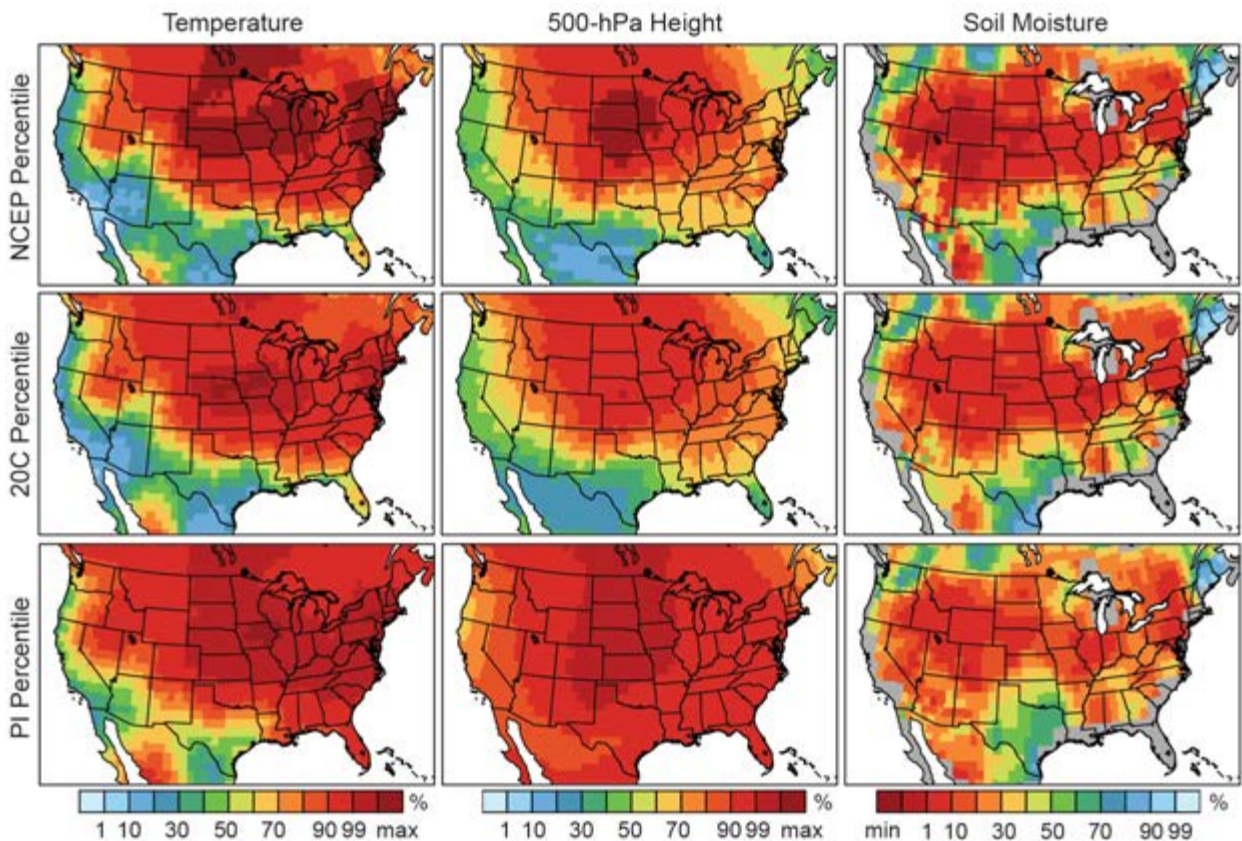 Temperature
500-hPa Height
Soil Moisture
NCEP Percentile
20C Percentile
PI Percentile
%
1 10 30 50 70 90 99 max
%
1 10 30 50 70 90 99 max
%
min 1 10 30 50 70 90 99